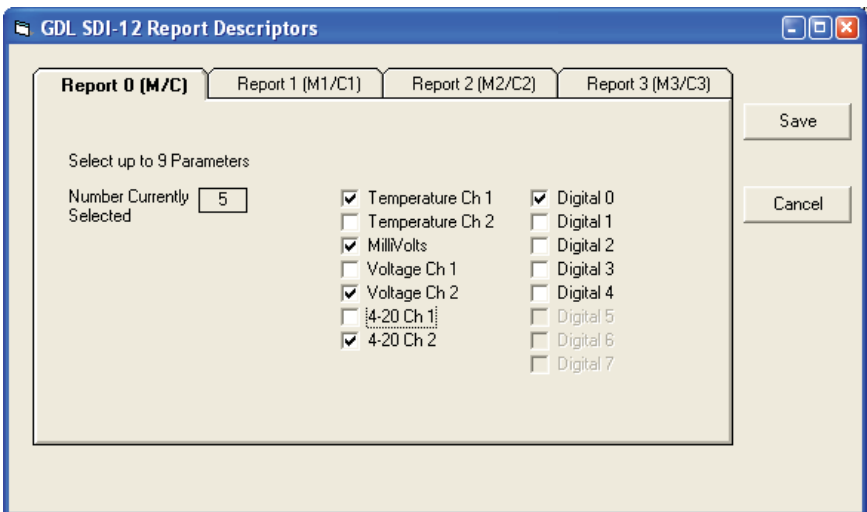 GDL SDI-12 Report Descriptors
Report 0 (M/C) Report 1 (M1/C1) Report 2 (M2/C2) Report 3 (M3/C3)
Save
Select up to 9 Parameters
Number Currently 5
Selected
Cancel
Temperature Ch 1
Temperature Ch 2
MilliVolts
Voltage Ch 1
Voltage Ch 2
4-20 Ch 1
4-20 Ch 2
Digital 0
Digital 1
Digital 2
Digital 3
Digital 4
Digital 5
Digital 6
Digital 7